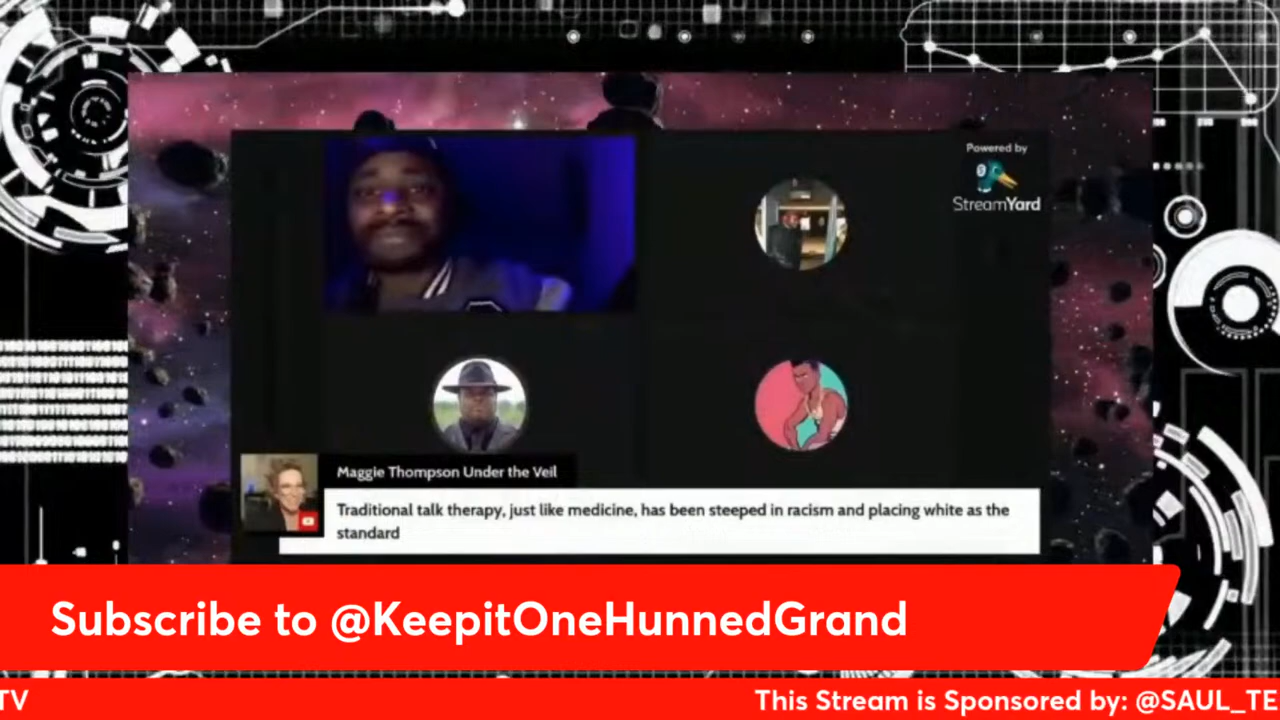 Powered by
StreamYard
Maggie Thompson Under the Veil
Traditional talk therapy, just like medicine, has been steeped in racism and placing white as the
standard
Subscribe to @KeepitOneHunnedGrand
TV
This Stream is Sponsored by: @SAUL_TE